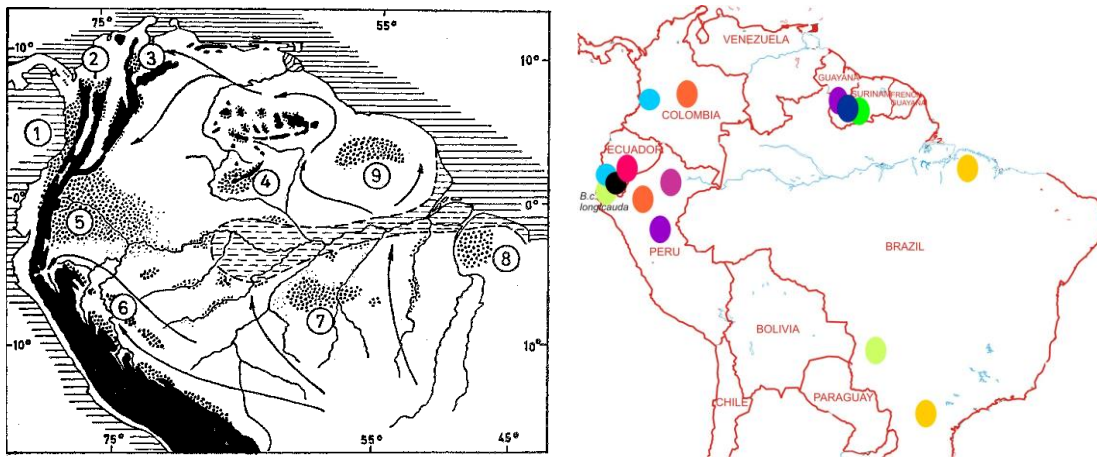 75°
55°
10°
10°
2
3
1
4
9
0°
0°
5
8
6
7
10°
10°
75°
55°
45°
VENEZUELA
GUAYANA
SURINAM
FRENCH
GUAYANA
COLOMBIA
ECUADOR
B.c.
longicauda
PERU
BRAZIL
BOLIVIA
PARAGUAY
CHILE